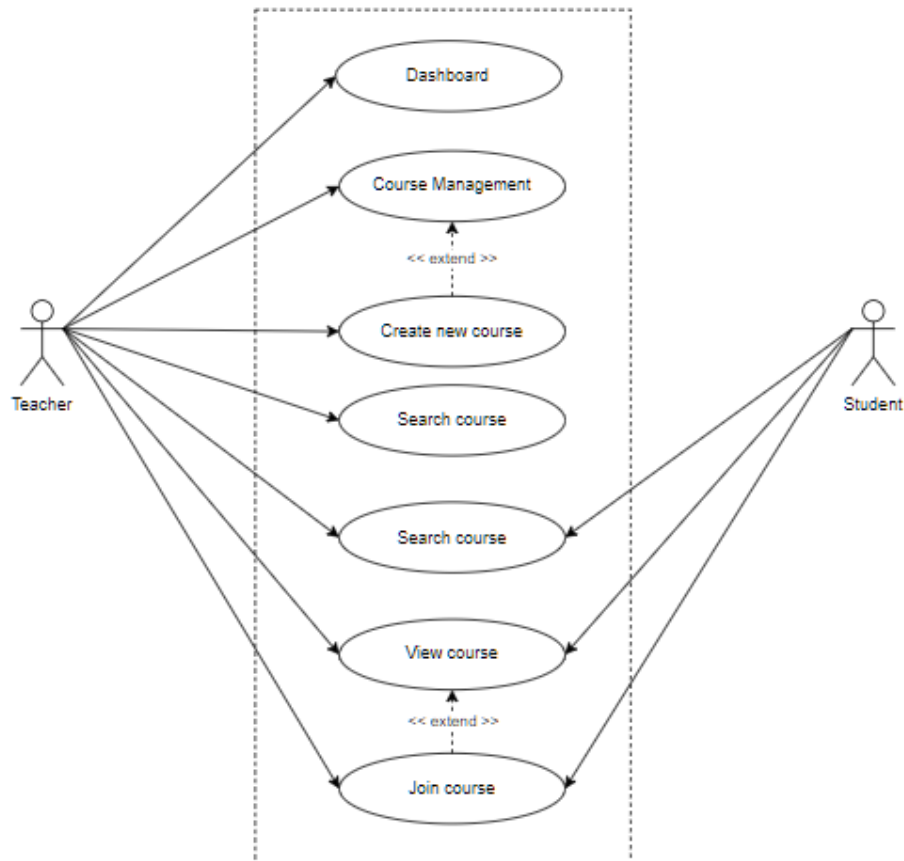 Dashboard
Course Management
<< extend >>
Create new course
Teacher
Student
Search course
Search course
View course
<< extend >>
Join course